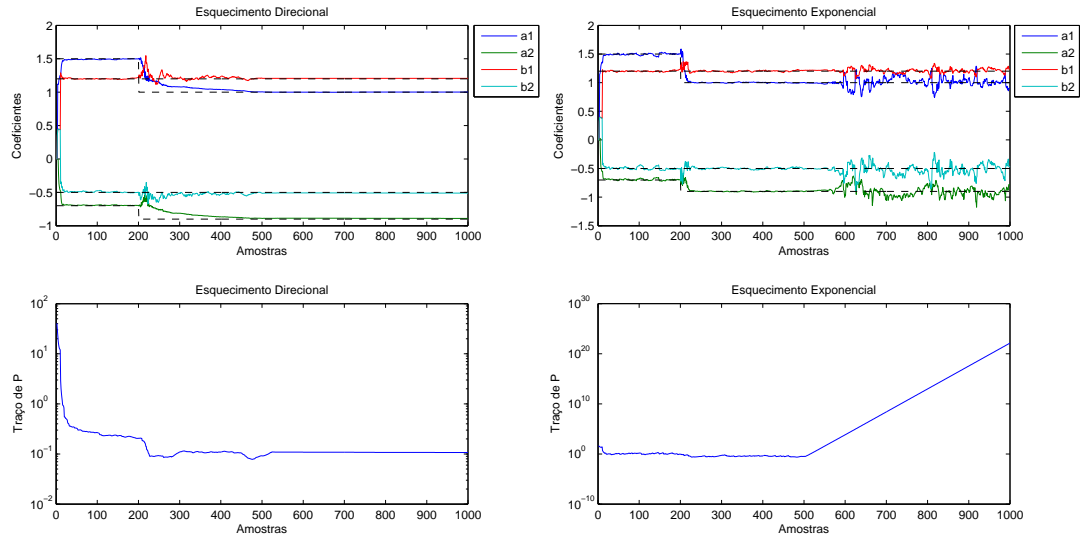 Esquecimento Direcional
Coeficientes
2
1.5
1
0.5
0
−0.5
−1
0 100 200 300 400 500 600 700 800 900 1000
Amostras
a1
a2
b1
b2
Esquecimento Exponencial
Coeficientes
2
1.5
1
0.5
0
−0.5
−1
−1.5
0 100 200 300 400 500 600 700 800 900 1000
Amostras
a1
a2
b1
b2
Esquecimento Direcional
Traço de P
10^2
10^1
10^0
10^−1
10^−2
0 100 200 300 400 500 600 700 800 900 1000
Amostras
Esquecimento Exponencial
Traço de P
10^30
10^20
10^10
10^0
10^−10
0 100 200 300 400 500 600 700 800 900 1000
Amostras